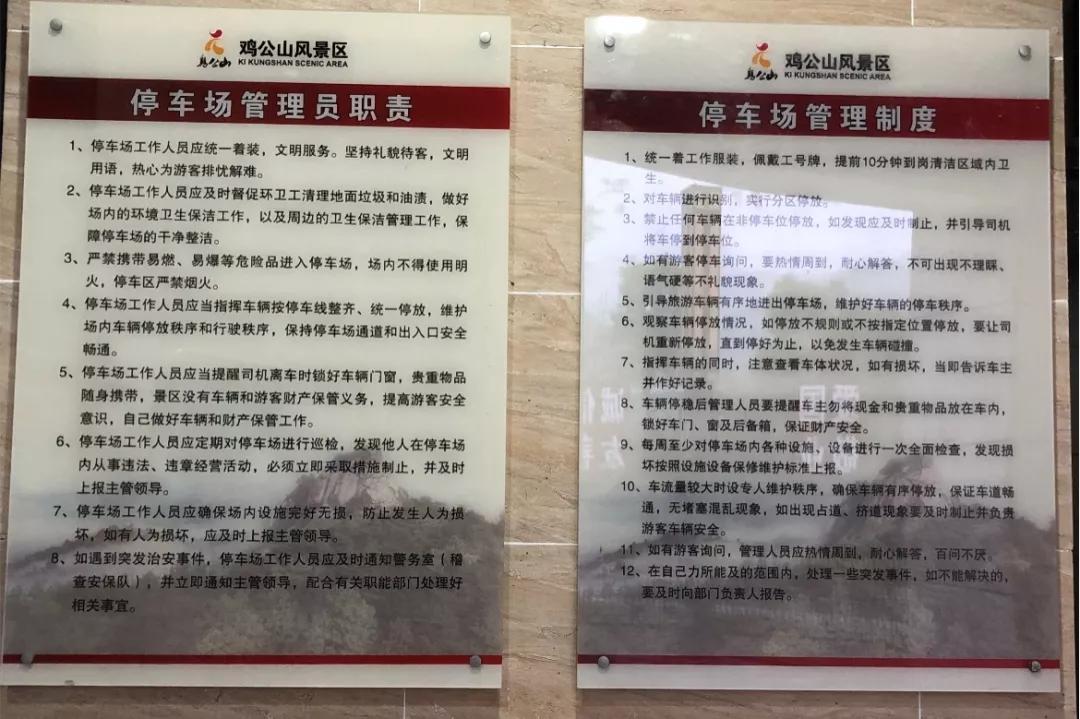 鸡公山
鸡公山风景区
KI KUNGSHAN SCENIC AREA
停车场管理员职责
1、停车场工作人员应统一着装，文明服务。坚持礼貌待客，文明
用语，热心为游客排忧解难。
2、停车场工作人员应及时督促环卫工清理地面垃圾和油渍，做好
场内的环境卫生保洁工作，以及周边的卫生保洁管理工作，保
障停车场的干净整洁。
3、严禁携带易燃、易爆等危险品进入停车场，场内不得使用明
火，停车区严禁烟火。
4、停车场工作人员应当指挥车辆按停车线整齐、统一停放，维护
场内车辆停放秩序和行驶秩序，保持停车场通道和出入口安全
畅通。
5、停车场工作人员应当提醒司机离车时锁好车辆门窗，贵重物品
随身携带，景区没有车辆和游客财产保管义务，提高游客安全
意识，自己做好车辆和财产保管工作。
6、停车场工作人员应定期对停车场进行巡检，发现他人在停车场
内从事违法、违章经营活动，必须立即采取措施制止，并及时
上报主管领导。
7、停车场工作人员应确保场内设施完好无损，防止发生人为损
坏，如有人为损坏，应及时上报主管领导。
8、如遇到突发治安事件，停车场工作人员应及时通知警务室（稽
查安保队），并立即通知主管领导，配合有关职能部门处理好
相关事宜。
鸡公山
鸡公山风景区
KI KUNGSHAN SCENIC AREA
停车场管理制度
1、统一着工作服装，佩戴工号牌，提前10分钟到岗清洁区域内卫
生。
2、对车辆进行识别，实行分区停放。
3、禁止任何车辆在非停车位停放，如发现应及时制止，并引导司机
将车停到停车位。
4、如有游客停车询问，要热情周到，耐心解答，不可出现不理睬、
语气硬等不礼貌现象。
5、引导旅游车辆有序地进出停车场，维护好车辆的停车秩序。
6、观察车辆停放情况，如停放不规则或不按指定位置停放，要让司
机重新停放，直到停好为止，以免发生车辆碰撞。
7、指挥车辆的同时，注意查看车体状况，如有损坏，当即告诉车主
并作好记录。
8、车辆停稳后管理人员要提醒车主勿将现金和贵重物品放在车内，
锁好车门、窗及后备箱，保证财产安全。
9、每周至少对停车场内各种设施、设备进行一次全面检查，发现损
坏按照设施设备保修维护标准上报。
10、车流量较大时设专人维护秩序，确保车辆有序停放，保证车道畅
通，无堵塞混乱现象，如出现占道、挤道现象要及时制止并负责
游客车辆安全。
11、如有游客询问，管理人员应热情周到，耐心解答，百问不厌。
12、在自己力所能及的范围内，处理一些突发事件，如不能解决的，
要及时向部门负责人报告。